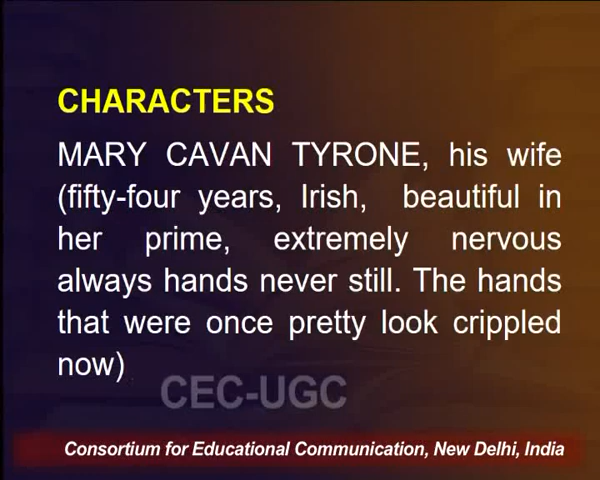 CHARACTERS
MARY CAVAN TYRONE, his wife
(fifty-four years, Irish, beautiful in
her prime, extremely nervous
always hands never still. The hands
that were once pretty look crippled
now)
CEC-UGC
Consortium for Educational Communication, New Delhi, India